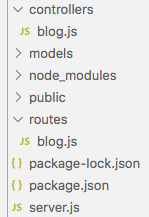 controllers
JS blog.js
models
node_modules
public
routes
JS blog.js
{} package-lock.json
{} package.json
JS server.js